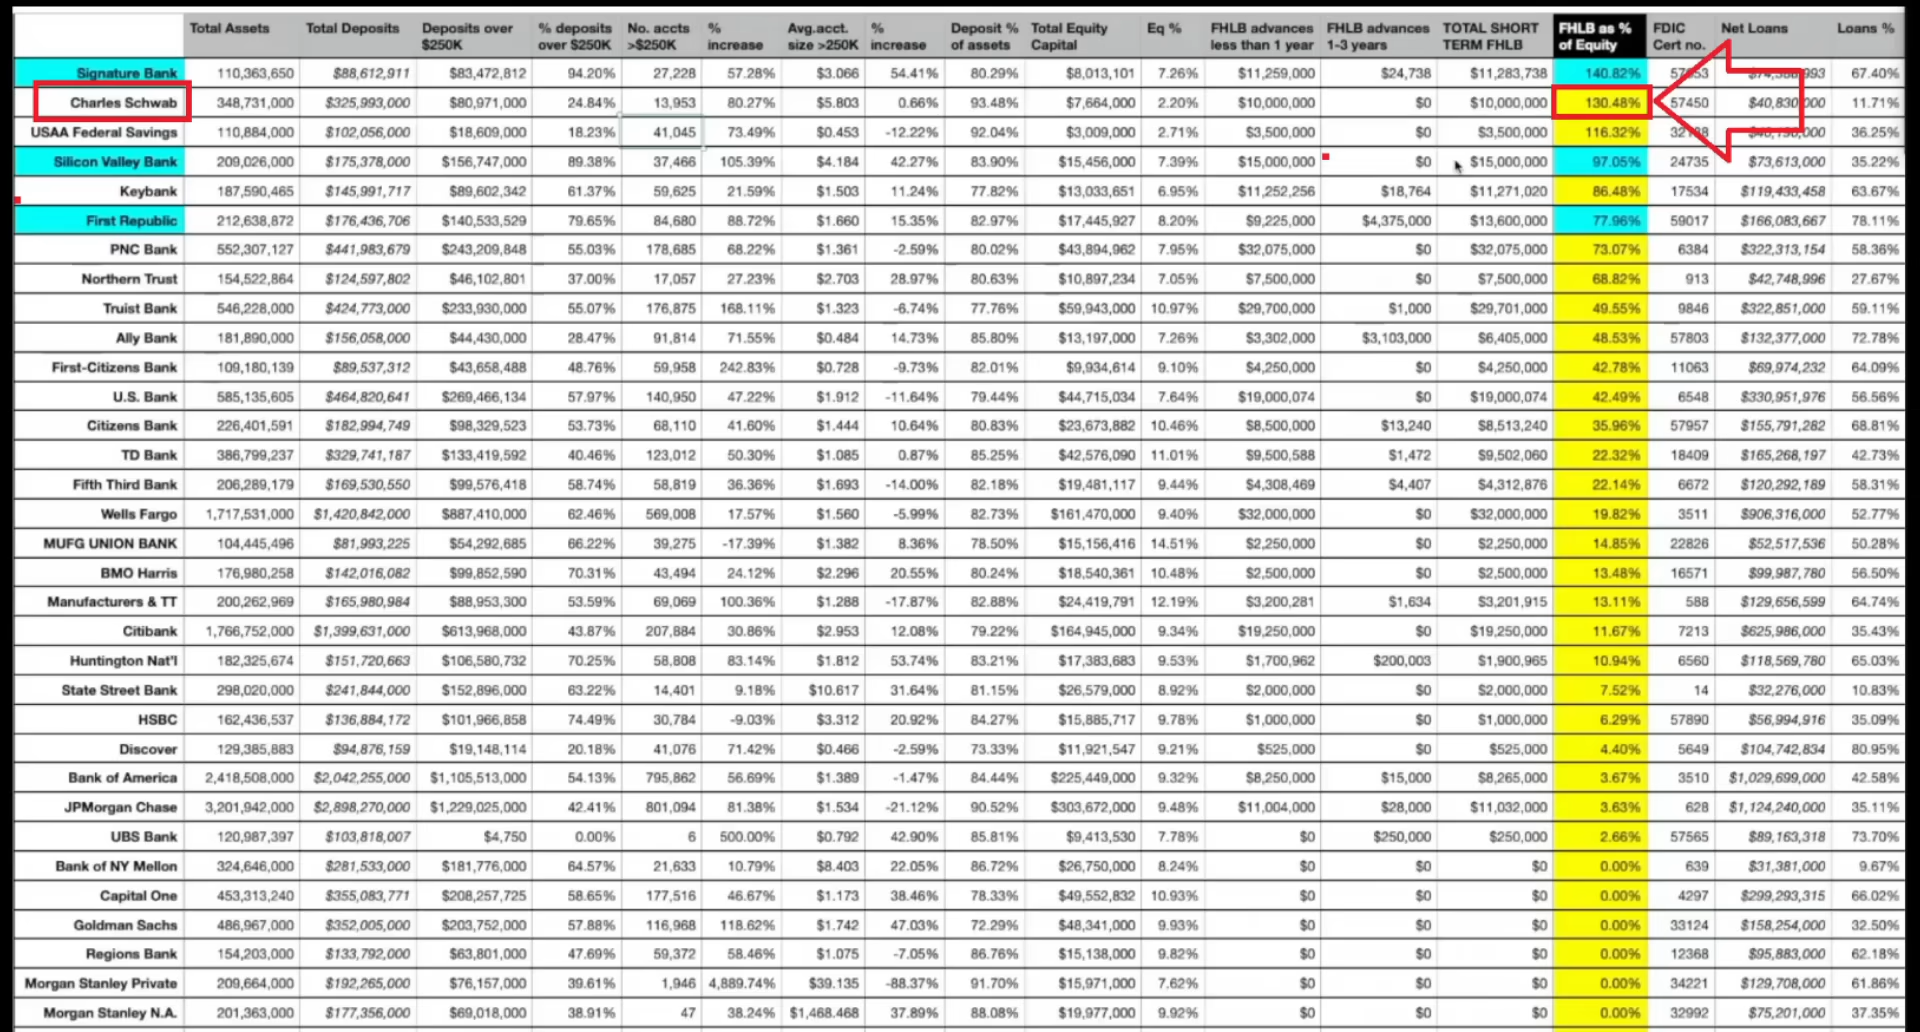 Total Assets Total Deposits Deposits over $250K % deposits over $250K No. accts >$250K % increase Avg.acct. size >250K % increase Deposit % of assets Total Equity Capital Eq % FHLB advances less than 1 year FHLB advances 1-3 years TOTAL SHORT TERM FHLB FHLB as % of Equity FDIC Cert no. Net Loans Loans %
Signature Bank 110,363,650 $88,612,911 $83,472,812 94.20% 27,228 57.28% $3.066 54.41% 80.29% $8,013,101 7.26% $11,259,000 $24,738 $11,283,738 140.82% 67.40%
Charles Schwab 348,731,000 $325,993,000 $80,971,000 24.84% 13,953 80.27% $5.803 0.66% 93.48% $7,664,000 2.20% $10,000,000 $0 $10,000,000 130.48% 57450 $40,830,000 11.71%
USAA Federal Savings 110,884,000 $102,056,000 $18,609,000 18.23% 41,045 73.49% $0.453 -12.22% 92.04% $3,009,000 2.71% $3,500,000 $0 $3,500,000 116.32% 36.25%
Silicon Valley Bank 209,026,000 $175,378,000 $156,747,000 89.38% 37,466 105.39% $4.184 42.27% 83.90% $15,456,000 7.39% $15,000,000 $0 $15,000,000 97.05% 24735 $73,613,000 35.22%
Keybank 187,590,465 $145,991,717 $89,602,342 61.37% 59,625 21.59% $1.503 11.24% 77.82% $13,033,651 6.95% $11,252,256 $18,764 $11,271,020 86.48% 17534 $119,433,458 63.67%
First Republic 212,638,872 $176,436,706 $140,533,529 79.65% 84,680 88.72% $1.660 15.35% 82.97% $17,445,927 8.20% $9,225,000 $4,375,000 $13,600,000 77.96% 59017 $166,083,667 78.11%
PNC Bank 552,307,127 $441,983,679 $243,209,848 55.03% 178,685 68.22% $1.361 -2.59% 80.02% $43,894,962 7.95% $32,075,000 $0 $32,075,000 73.07% 6384 $322,313,154 58.36%
Northern Trust 154,522,864 $124,597,802 $46,102,801 37.00% 17,057 27.23% $2.703 28.97% 80.63% $10,897,234 7.05% $7,500,000 $0 $7,500,000 68.82% 913 $42,748,996 27.67%
Truist Bank 546,228,000 $424,773,000 $233,930,000 55.07% 176,875 168.11% $1.323 -6.74% 77.76% $59,943,000 10.97% $29,700,000 $1,000 $29,701,000 49.55% 9846 $322,851,000 59.11%
Ally Bank 181,890,000 $156,058,000 $44,430,000 28.47% 91,814 71.55% $0.484 14.73% 85.80% $13,197,000 7.26% $3,302,000 $3,103,000 $6,405,000 48.53% 57803 $132,377,000 72.78%
First-Citizens Bank 109,180,139 $89,537,312 $43,658,488 48.76% 59,958 242.83% $0.728 -9.73% 82.01% $9,934,614 9.10% $4,250,000 $0 $4,250,000 42.78% 11063 $69,974,232 64.09%
U.S. Bank 585,135,605 $464,820,641 $269,466,134 57.97% 140,950 47.22% $1.912 -11.64% 79.44% $44,715,034 7.64% $19,000,074 $0 $19,000,074 42.49% 6548 $330,951,976 56.56%
Citizens Bank 226,401,591 $182,994,749 $98,329,523 53.73% 68,110 41.60% $1.444 10.64% 80.83% $23,673,882 10.46% $8,500,000 $13,240 $8,513,240 35.96% 57957 $155,791,282 68.81%
TD Bank 386,799,237 $329,741,187 $133,419,592 40.46% 123,012 50.30% $1.085 0.87% 85.25% $42,576,090 11.01% $9,500,588 $1,472 $9,502,060 22.32% 18409 $165,268,197 42.73%
Fifth Third Bank 206,289,179 $169,530,550 $99,576,418 58.74% 58,819 36.36% $1.693 -14.00% 82.18% $19,481,117 9.44% $4,308,469 $4,407 $4,312,876 22.14% 6672 $120,292,189 58.31%
Wells Fargo 1,717,531,000 $1,420,842,000 $887,410,000 62.46% 569,008 17.57% $1.560 -5.99% 82.73% $161,470,000 9.40% $32,000,000 $0 $32,000,000 19.82% 3511 $906,316,000 52.77%
MUFG UNION BANK 104,445,496 $81,993,225 $54,292,685 66.22% 39,275 -17.39% $1.382 8.36% 78.50% $15,156,416 14.51% $2,250,000 $0 $2,250,000 14.85% 22826 $52,517,536 50.28%
BMO Harris 176,980,258 $142,016,082 $99,852,590 70.31% 43,494 24.12% $2.296 20.55% 80.24% $18,540,361 10.48% $2,500,000 $0 $2,500,000 13.48% 16571 $99,987,780 56.50%
Manufacturers & TT 200,262,969 $165,980,984 $88,953,300 53.59% 69,069 100.36% $1.288 -17.87% 82.88% $24,419,791 12.19% $3,200,281 $1,634 $3,201,915 13.11% 588 $129,656,599 64.74%
Citibank 1,766,752,000 $1,399,631,000 $613,968,000 43.87% 207,884 30.86% $2.953 12.08% 79.22% $164,945,000 9.34% $19,250,000 $0 $19,250,000 11.67% 7213 $625,986,000 35.43%
Huntington Nat'l 182,325,674 $151,720,663 $106,580,732 70.25% 58,808 83.14% $1.812 53.74% 83.21% $17,383,683 9.53% $1,700,962 $200,003 $1,900,965 10.94% 6560 $118,569,780 65.03%
State Street Bank 298,020,000 $241,844,000 $152,896,000 63.22% 14,401 9.18% $10.617 31.64% 81.15% $26,579,000 8.92% $2,000,000 $0 $2,000,000 7.52% 14 $32,276,000 10.83%
HSBC 162,436,537 $136,884,172 $101,966,858 74.49% 30,784 -9.03% $3.312 20.92% 84.27% $15,885,717 9.78% $1,000,000 $0 $1,000,000 6.29% 57890 $56,994,916 35.09%
Discover 129,385,883 $94,876,159 $19,148,114 20.18% 41,076 71.42% $0.466 -2.59% 73.33% $11,921,547 9.21% $525,000 $0 $525,000 4.40% 5649 $104,742,834 80.95%
Bank of America 2,418,508,000 $2,042,255,000 $1,105,513,000 54.13% 795,862 56.69% $1.389 -1.47% 84.44% $225,449,000 9.32% $8,250,000 $15,000 $8,265,000 3.67% 3510 $1,029,699,000 42.58%
JPMorgan Chase 3,201,942,000 $2,898,270,000 $1,229,025,000 42.41% 801,094 81.38% $1.534 -21.12% 90.52% $303,672,000 9.48% $11,004,000 $28,000 $11,032,000 3.63% 628 $1,124,240,000 35.11%
UBS Bank 120,987,397 $103,818,007 $4,750 0.00% 6 500.00% $0.792 42.90% 85.81% $9,413,530 7.78% $0 $250,000 $250,000 2.66% 57565 $89,163,318 73.70%
Bank of NY Mellon 324,646,000 $281,533,000 $181,776,000 64.57% 21,633 10.79% $8.403 22.05% 86.72% $26,750,000 8.24% $0 $0 $0 0.00% 639 $31,381,000 9.67%
Capital One 453,313,240 $355,083,771 $208,257,725 58.65% 177,516 46.67% $1.173 38.46% 78.33% $49,552,832 10.93% $0 $0 $0 0.00% 4297 $299,293,315 66.02%
Goldman Sachs 486,967,000 $352,005,000 $203,752,000 57.88% 116,968 118.62% $1.742 47.03% 72.29% $48,341,000 9.93% $0 $0 $0 0.00% 33124 $158,254,000 32.50%
Regions Bank 154,203,000 $133,792,000 $63,801,000 47.69% 59,372 58.46% $1.075 -7.05% 86.76% $15,138,000 9.82% $0 $0 $0 0.00% 12368 $95,883,000 62.18%
Morgan Stanley Private 209,664,000 $192,265,000 $76,157,000 39.61% 1,946 4,889.74% $39.135 -88.37% 91.70% $15,971,000 7.62% $0 $0 $0 0.00% 34221 $129,708,000 61.86%
Morgan Stanley N.A. 201,363,000 $177,356,000 $69,018,000 38.91% 47 38.24% $1,468.468 37.89% 88.08% $19,977,000 9.92% $0 $0 $0 0.00% 32992 $75,201,000 37.35%